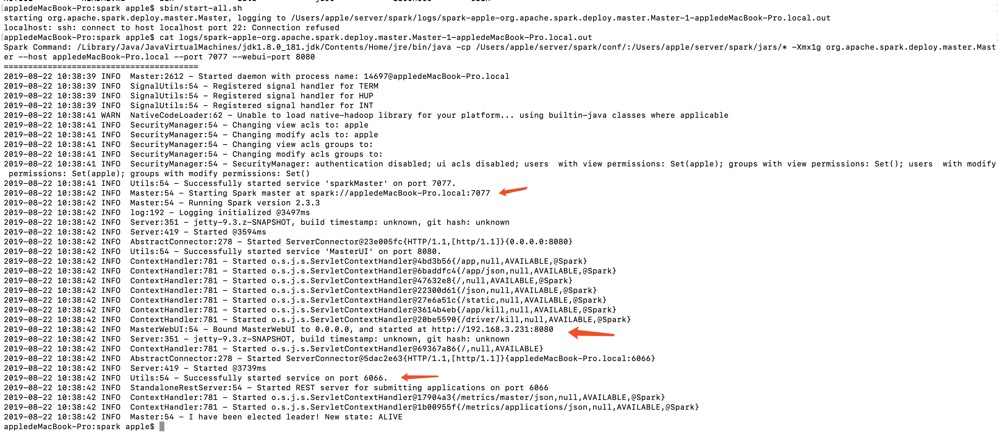 appledeMacBook-Pro:spark apple$ sbin/start-all.sh
starting org.apache.spark.deploy.master.Master, logging to /Users/apple/server/spark/logs/spark-apple-org.apache.spark.deploy.master.Master-1-appledeMacBook-Pro.local.out
localhost: ssh: connect to host localhost port 22: Connection refused
appledeMacBook-Pro:spark apple$ cat logs/spark-apple-org.apache.spark.deploy.master.Master-1-appledeMacBook-Pro.local.out
Spark Command: /Library/Java/JavaVirtualMachines/jdk1.8.0_181.jdk/Contents/Home/jre/bin/java -cp /Users/apple/server/spark/conf/:/Users/apple/server/spark/jars/* -Xmx1g org.apache.spark.deploy.master.Mast
er --host appledeMacBook-Pro.local --port 7077 --webui-port 8080
========================================
2019-08-22 10:38:39 INFO  Master:2612 - Started daemon with process name: 14697@appledeMacBook-Pro.local
2019-08-22 10:38:39 INFO  SignalUtils:54 - Registered signal handler for TERM
2019-08-22 10:38:39 INFO  SignalUtils:54 - Registered signal handler for HUP
2019-08-22 10:38:39 INFO  SignalUtils:54 - Registered signal handler for INT
2019-08-22 10:38:41 WARN  NativeCodeLoader:62 - Unable to load native-hadoop library for your platform... using builtin-java classes where applicable
2019-08-22 10:38:41 INFO  SecurityManager:54 - Changing view acls to: apple
2019-08-22 10:38:41 INFO  SecurityManager:54 - Changing modify acls to: apple
2019-08-22 10:38:41 INFO  SecurityManager:54 - Changing view acls groups to:
2019-08-22 10:38:41 INFO  SecurityManager:54 - Changing modify acls groups to:
2019-08-22 10:38:41 INFO  SecurityManager:54 - SecurityManager: authentication disabled; ui acls disabled; users  with view permissions: Set(apple); groups with view permissions: Set(); users  with modify
 permissions: Set(apple); groups with modify permissions: Set()
2019-08-22 10:38:41 INFO  Utils:54 - Successfully started service 'sparkMaster' on port 7077.
2019-08-22 10:38:42 INFO  Master:54 - Starting Spark master at spark://appledeMacBook-Pro.local:7077
2019-08-22 10:38:42 INFO  Master:54 - Running Spark version 2.3.3
2019-08-22 10:38:42 INFO  log:192 - Logging initialized @3497ms
2019-08-22 10:38:42 INFO  Server:351 - jetty-9.3.z-SNAPSHOT, build timestamp: unknown, git hash: unknown
2019-08-22 10:38:42 INFO  Server:419 - Started @3594ms
2019-08-22 10:38:42 INFO  AbstractConnector:278 - Started ServerConnector@23e005fc{HTTP/1.1,[http/1.1]}{0.0.0.0:8080}
2019-08-22 10:38:42 INFO  Utils:54 - Successfully started service 'MasterUI' on port 8080.
2019-08-22 10:38:42 INFO  ContextHandler:781 - Started o.s.j.s.ServletContextHandler@4bd3b56f{/app,null,AVAILABLE,@Spark}
2019-08-22 10:38:42 INFO  ContextHandler:781 - Started o.s.j.s.ServletContextHandler@6baddfc4{/app/json,null,AVAILABLE,@Spark}
2019-08-22 10:38:42 INFO  ContextHandler:781 - Started o.s.j.s.ServletContextHandler@47632e8{/,null,AVAILABLE,@Spark}
2019-08-22 10:38:42 INFO  ContextHandler:781 - Started o.s.j.s.ServletContextHandler@22300d61{/json,null,AVAILABLE,@Spark}
2019-08-22 10:38:42 INFO  ContextHandler:781 - Started o.s.j.s.ServletContextHandler@27e6a51c{/static,null,AVAILABLE,@Spark}
2019-08-22 10:38:42 INFO  ContextHandler:781 - Started o.s.j.s.ServletContextHandler@3614b4eb{/app/kill,null,AVAILABLE,@Spark}
2019-08-22 10:38:42 INFO  ContextHandler:781 - Started o.s.j.s.ServletContextHandler@20be5590{/driver/kill,null,AVAILABLE,@Spark}
2019-08-22 10:38:42 INFO  MasterWebUI:54 - Bound MasterWebUI to 0.0.0.0, and started at http://192.168.3.231:8080
2019-08-22 10:38:42 INFO  Server:351 - jetty-9.3.z-SNAPSHOT, build timestamp: unknown, git hash: unknown
2019-08-22 10:38:42 INFO  ContextHandler:781 - Started o.s.j.s.ServletContextHandler@69367a86{/,null,AVAILABLE}
2019-08-22 10:38:42 INFO  AbstractConnector:278 - Started ServerConnector@5dac2e63{HTTP/1.1,[http/1.1]}{appledeMacBook-Pro.local:6066}
2019-08-22 10:38:42 INFO  Server:419 - Started @3739ms
2019-08-22 10:38:42 INFO  Utils:54 - Successfully started service on port 6066.
2019-08-22 10:38:42 INFO  StandaloneRestServer:54 - Started REST server for submitting applications on port 6066
2019-08-22 10:38:42 INFO  ContextHandler:781 - Started o.s.j.s.ServletContextHandler@17904a3{/metrics/master/json,null,AVAILABLE,@Spark}
2019-08-22 10:38:42 INFO  ContextHandler:781 - Started o.s.j.s.ServletContextHandler@1b00955f{/metrics/applications/json,null,AVAILABLE,@Spark}
2019-08-22 10:38:42 INFO  Master:54 - I have been elected leader! New state: ALIVE
appledeMacBook-Pro:spark apple$